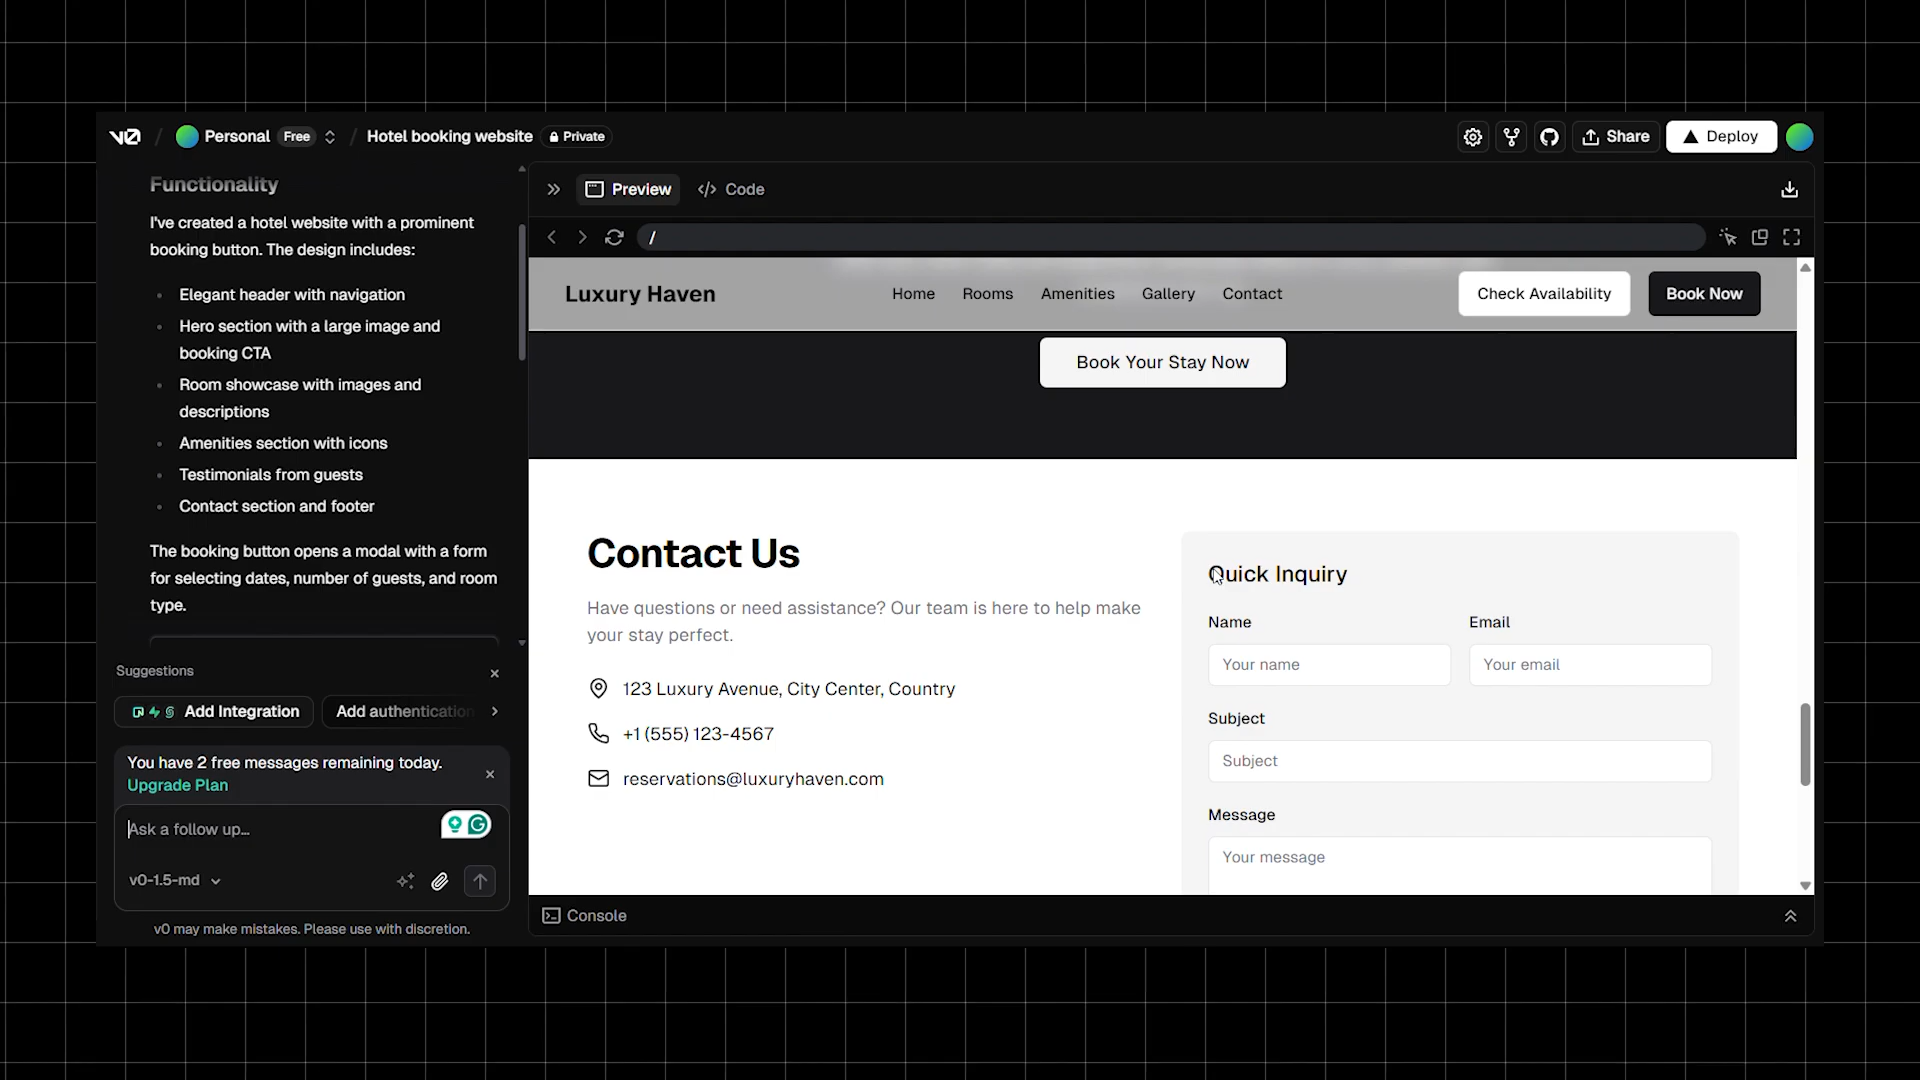 v0 / Personal Free / Hotel booking website Private
Share
Deploy
Functionality
I've created a hotel website with a prominent
booking button. The design includes:
Elegant header with navigation
Hero section with a large image and
booking CTA
Room showcase with images and
descriptions
Amenities section with icons
Testimonials from guests
Contact section and footer
The booking button opens a modal with a form
for selecting dates, number of guests, and room
type.
Suggestions
Add Integration
Add authentication
You have 2 free messages remaining today.
Upgrade Plan
Ask a follow up...
v0-1.5-md
v0 may make mistakes. Please use with discretion.
Preview
Code
/
Luxury Haven
Home Rooms Amenities Gallery Contact
Check Availability
Book Now
Book Your Stay Now
Contact Us
Have questions or need assistance? Our team is here to help make
your stay perfect.
123 Luxury Avenue, City Center, Country
+1 (555) 123-4567
reservations@luxuryhaven.com
Quick Inquiry
Name Email
Your name Your email
Subject
Subject
Message
Your message
Console